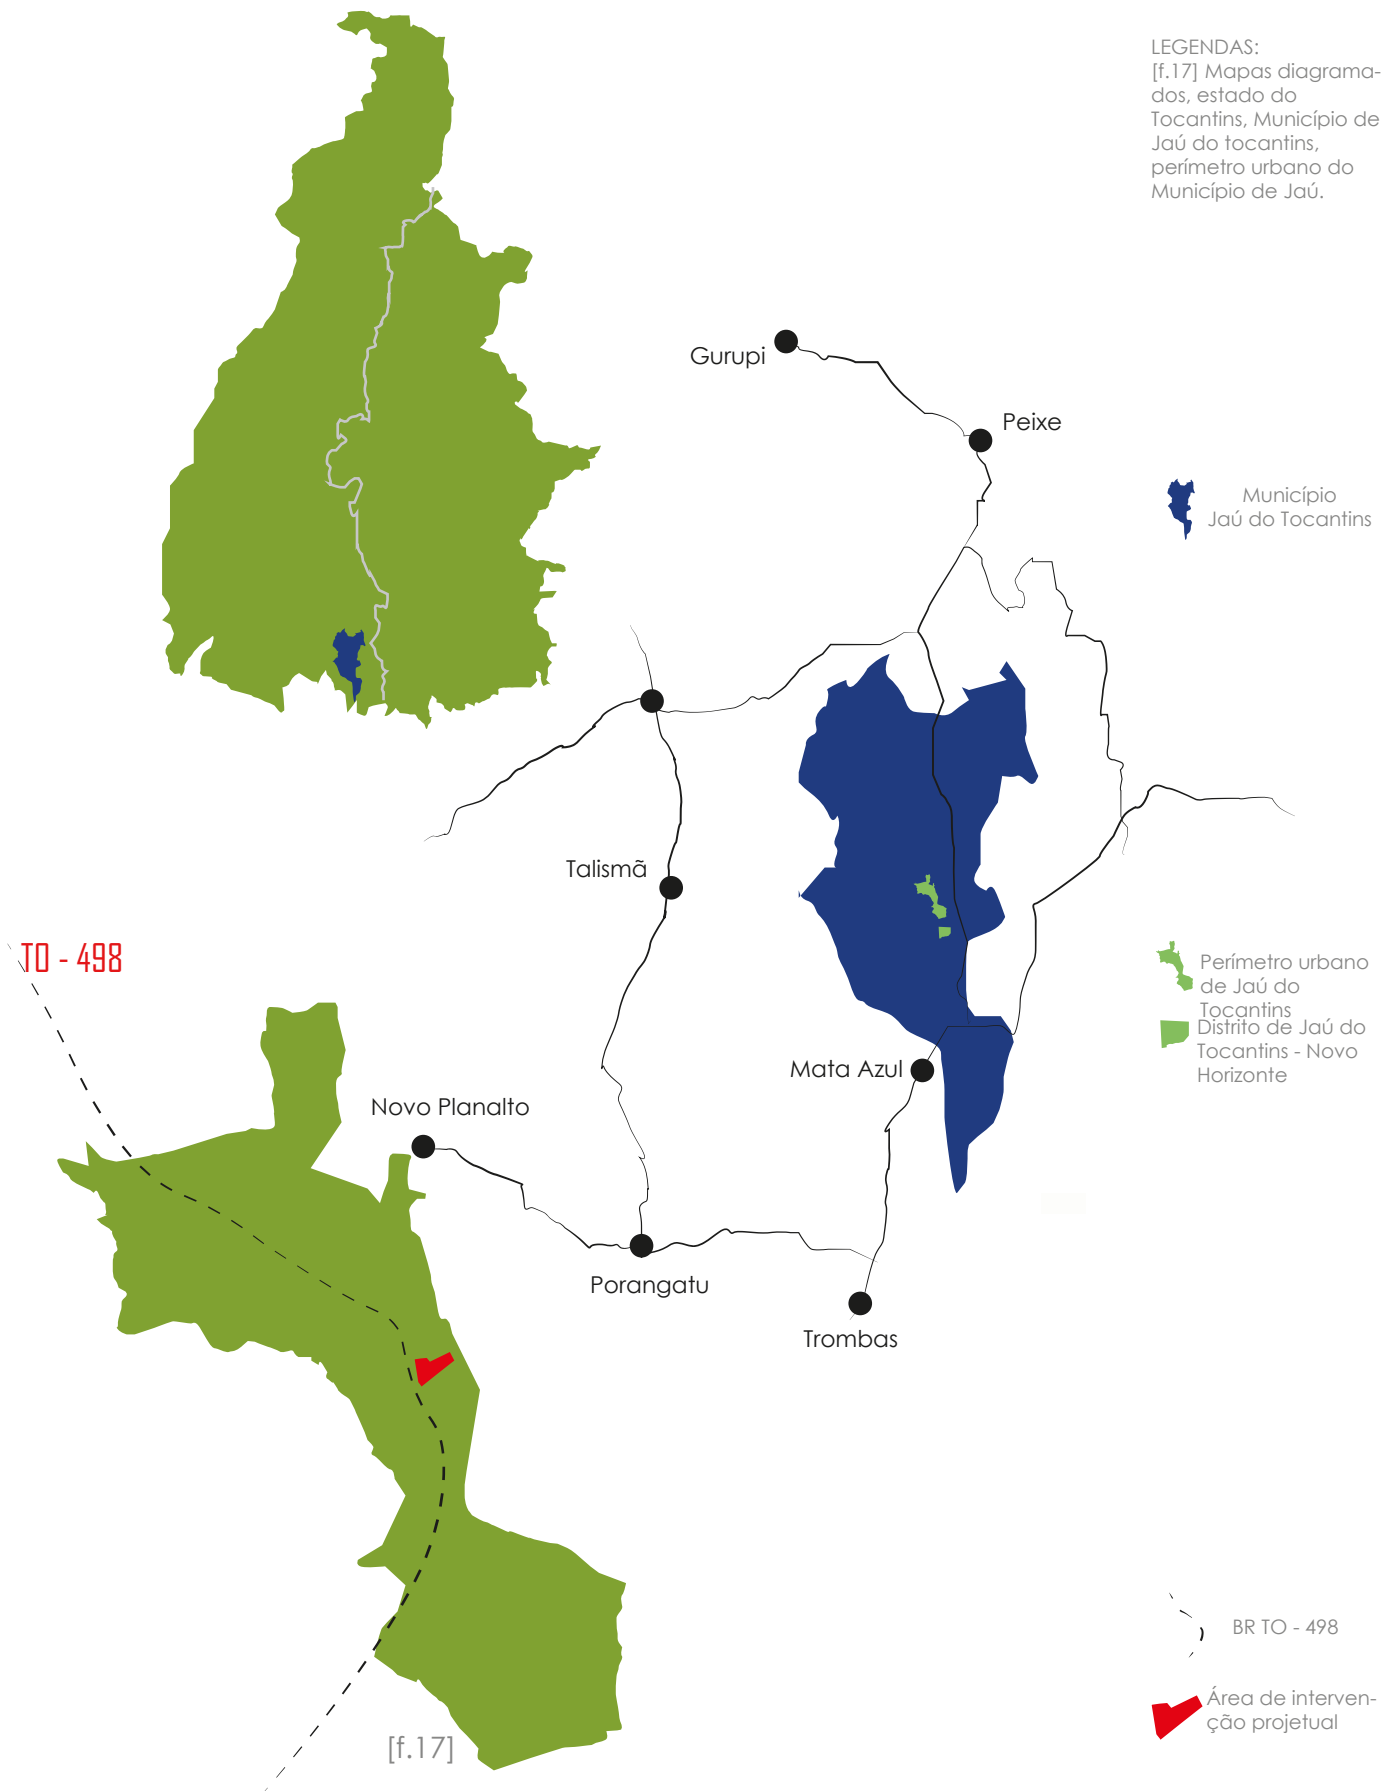 LEGENDAS:
[f.17] Mapas diagrama-
dos, estado do
Tocantins, Município de
Jaú do tocantins,
perímetro urbano do
Município de Jaú.
Gurupi
Peixe
Município
Jaú do Tocantins
Talismã
TO - 498
Perímetro urbano
de Jaú do
Tocantins
Distrito de Jaú do
Tocantins - Novo
Horizonte
Mata Azul
Novo Planalto
Porangatu
Trombas
BR TO - 498
Área de interven-
ção projetual
[f.17]